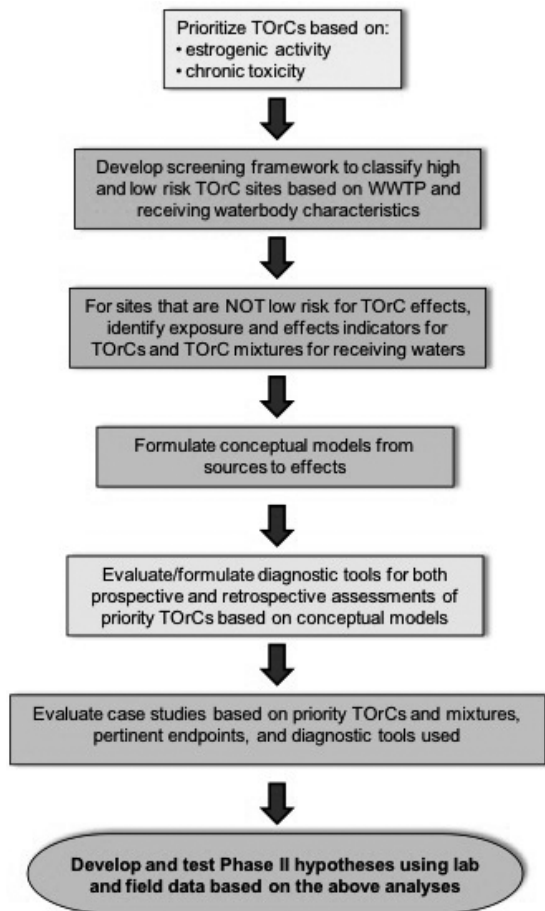 Prioritize TOrCs based on:
• estrogenic activity
• chronic toxicity
Develop screening framework to classify high
and low risk TOrC sites based on WWTP and
receiving waterbody characteristics
For sites that are NOT low risk for TOrC effects,
identify exposure and effects indicators for
TOrCs and TOrC mixtures for receiving waters
Formulate conceptual models from
sources to effects
Evaluate/formulate diagnostic tools for both
prospective and retrospective assessments of
priority TOrCs based on conceptual models
Evaluate case studies based on priority TOrCs and mixtures,
pertinent endpoints, and diagnostic tools used
Develop and test Phase II hypotheses using lab
and field data based on the above analyses